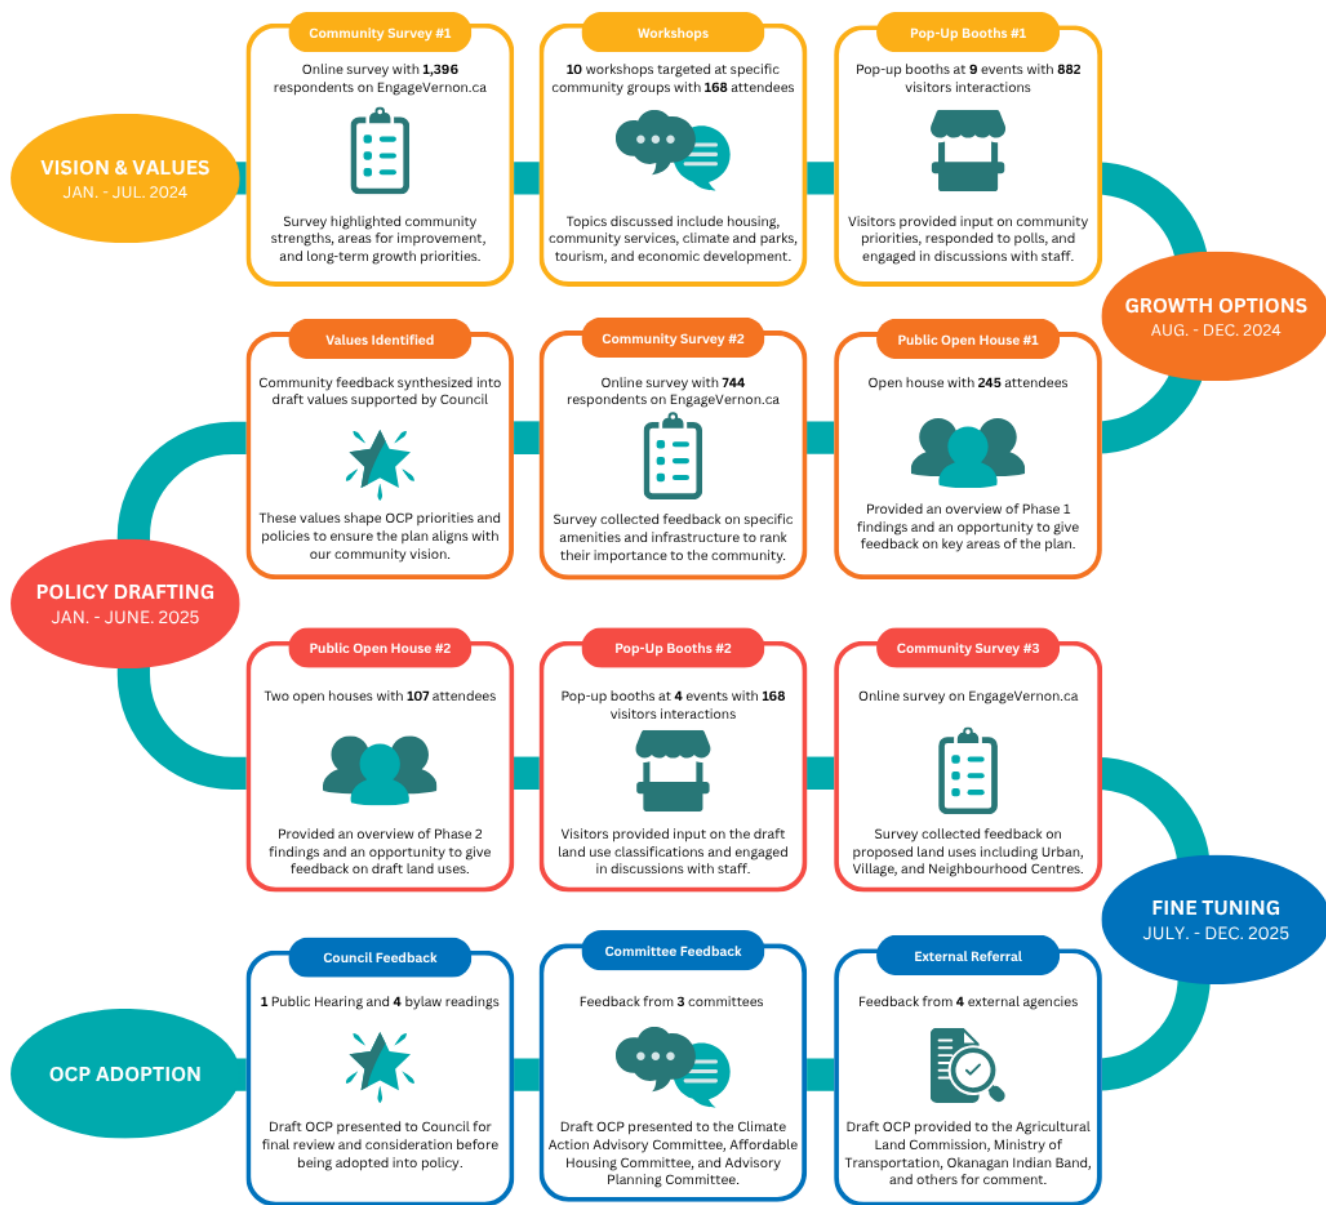 VISION & VALUES
JAN. - JUL. 2024
Community Survey #1
Online survey with 1,396
respondents on EngageVernon.ca
Survey highlighted community
strengths, areas for improvement,
and long-term growth priorities.
Workshops
10 workshops targeted at specific
community groups with 168 attendees
Topics discussed include housing,
community services, climate and parks,
tourism, and economic development.
Pop-Up Booths #1
Pop-up booths at 9 events with 882
visitors interactions
Visitors provided input on community
priorities, responded to polls, and
engaged in discussions with staff.
GROWTH OPTIONS
AUG. - DEC. 2024
Public Open House #1
Open house with 245 attendees
Provided an overview of Phase 1
findings and an opportunity to give
feedback on key areas of the plan.
Community Survey #2
Online survey with 744
respondents on EngageVernon.ca
Survey collected feedback on specific
amenities and infrastructure to rank
their importance to the community.
Values Identified
Community feedback synthesized into
draft values supported by Council
These values shape OCP priorities and
policies to ensure the plan aligns with
our community vision.
POLICY DRAFTING
JAN. - JUNE. 2025
Public Open House #2
Two open houses with 107 attendees
Provided an overview of Phase 2
findings and an opportunity to give
feedback on draft land uses.
Pop-Up Booths #2
Pop-up booths at 4 events with 168
visitors interactions
Visitors provided input on the draft
land use classifications and engaged
in discussions with staff.
Community Survey #3
Online survey on EngageVernon.ca
Survey collected feedback on
proposed land uses including Urban,
Village, and Neighbourhood Centres.
FINE TUNING
JULY. - DEC. 2025
External Referral
Feedback from 4 external agencies
Draft OCP provided to the Agricultural
Land Commission, Ministry of
Transportation, Okanagan Indian Band,
and others for comment.
Committee Feedback
Feedback from 3 committees
Draft OCP presented to the Climate
Action Advisory Committee, Affordable
Housing Committee, and Advisory
Planning Committee.
Council Feedback
1 Public Hearing and 4 bylaw readings
Draft OCP presented to Council for
final review and consideration before
being adopted into policy.
OCP ADOPTION